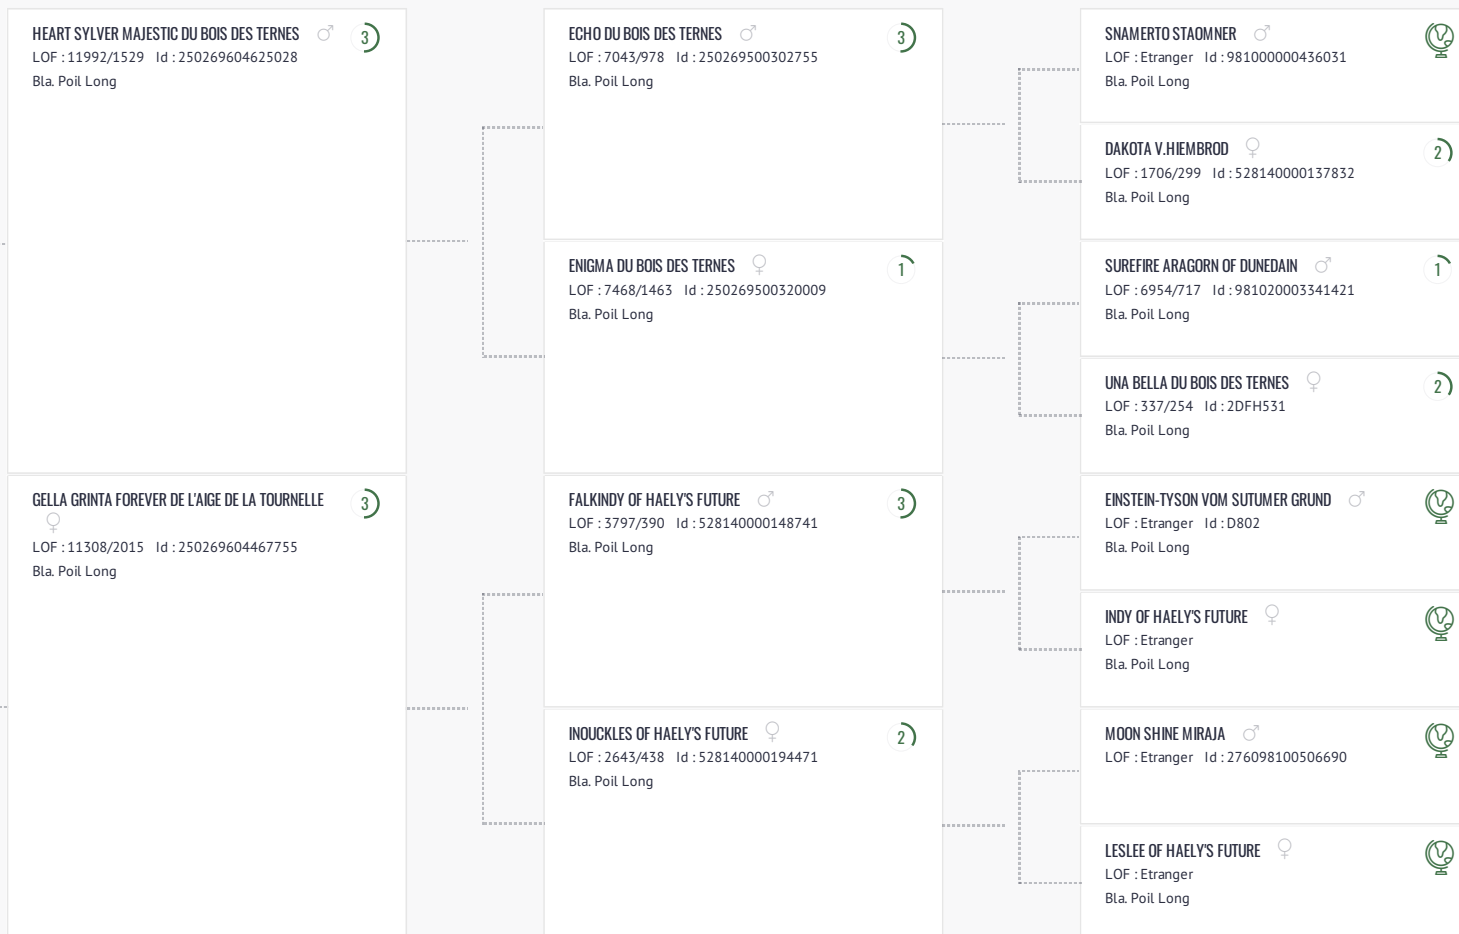 HEART SYLVER MAJESTIC DU BOIS DES TERNES 3
LOF : 11992/1529 Id : 250269604625028
Bla. Poil Long
GELLA GRINTA FOREVER DE L'AIGE DE LA TOURNELLE 3
LOF : 11308/2015 Id : 250269604467755
Bla. Poil Long
ECHO DU BOIS DES TERNES 3
LOF : 7043/978 Id : 250269500302755
Bla. Poil Long
ENIGMA DU BOIS DES TERNES 1
LOF : 7468/1463 Id : 250269500320009
Bla. Poil Long
FALKINDY OF HAELY'S FUTURE 3
LOF : 3797/390 Id : 528140000148741
Bla. Poil Long
INOUCKLES OF HAELY'S FUTURE 2
LOF : 2643/438 Id : 528140000194471
Bla. Poil Long
SNAMERTO STAOMNER
LOF : Etranger Id : 981000000436031
Bla. Poil Long
DAKOTA V.HIEMBROD 2
LOF : 1706/299 Id : 528140000137832
Bla. Poil Long
SUREFIRE ARAGORN OF DUNEDAIN 1
LOF : 6954/717 Id : 981020003341421
Bla. Poil Long
UNA BELLA DU BOIS DES TERNES 2
LOF : 337/254 Id : 2DFH531
Bla. Poil Long
EINSTEIN-TYSON VOM SUTUMER GRUND
LOF : Etranger Id : D802
Bla. Poil Long
INDY OF HAELY'S FUTURE
LOF : Etranger
Bla. Poil Long
MOON SHINE MIRAJA
LOF : Etranger Id : 276098100506690
LESLEE OF HAELY'S FUTURE
LOF : Etranger
Bla. Poil Long